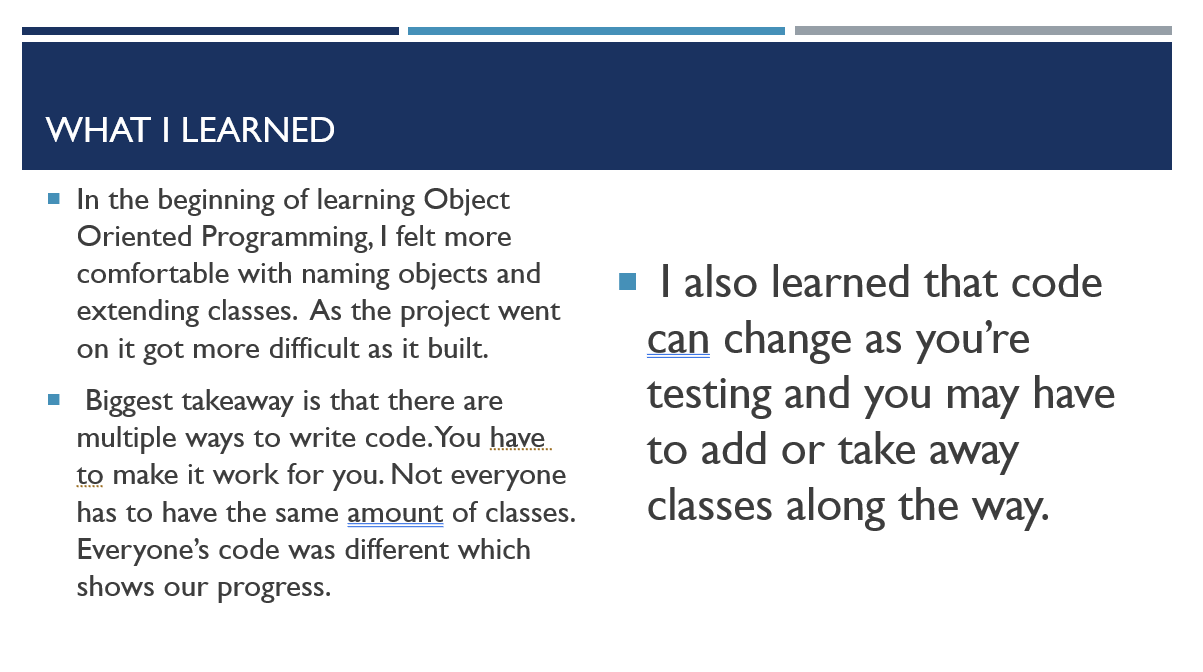 WHAT I LEARNED
In the beginning of learning Object
Oriented Programming, I felt more
comfortable with naming objects and
extending classes.  As the project went
on it got more difficult as it built.
Biggest takeaway is that there are
multiple ways to write code. You have
to make it work for you. Not everyone
has to have the same amount of classes.
Everyone’s code was different which
shows our progress.
I also learned that code
can change as you’re
testing and you may have
to add or take away
classes along the way.